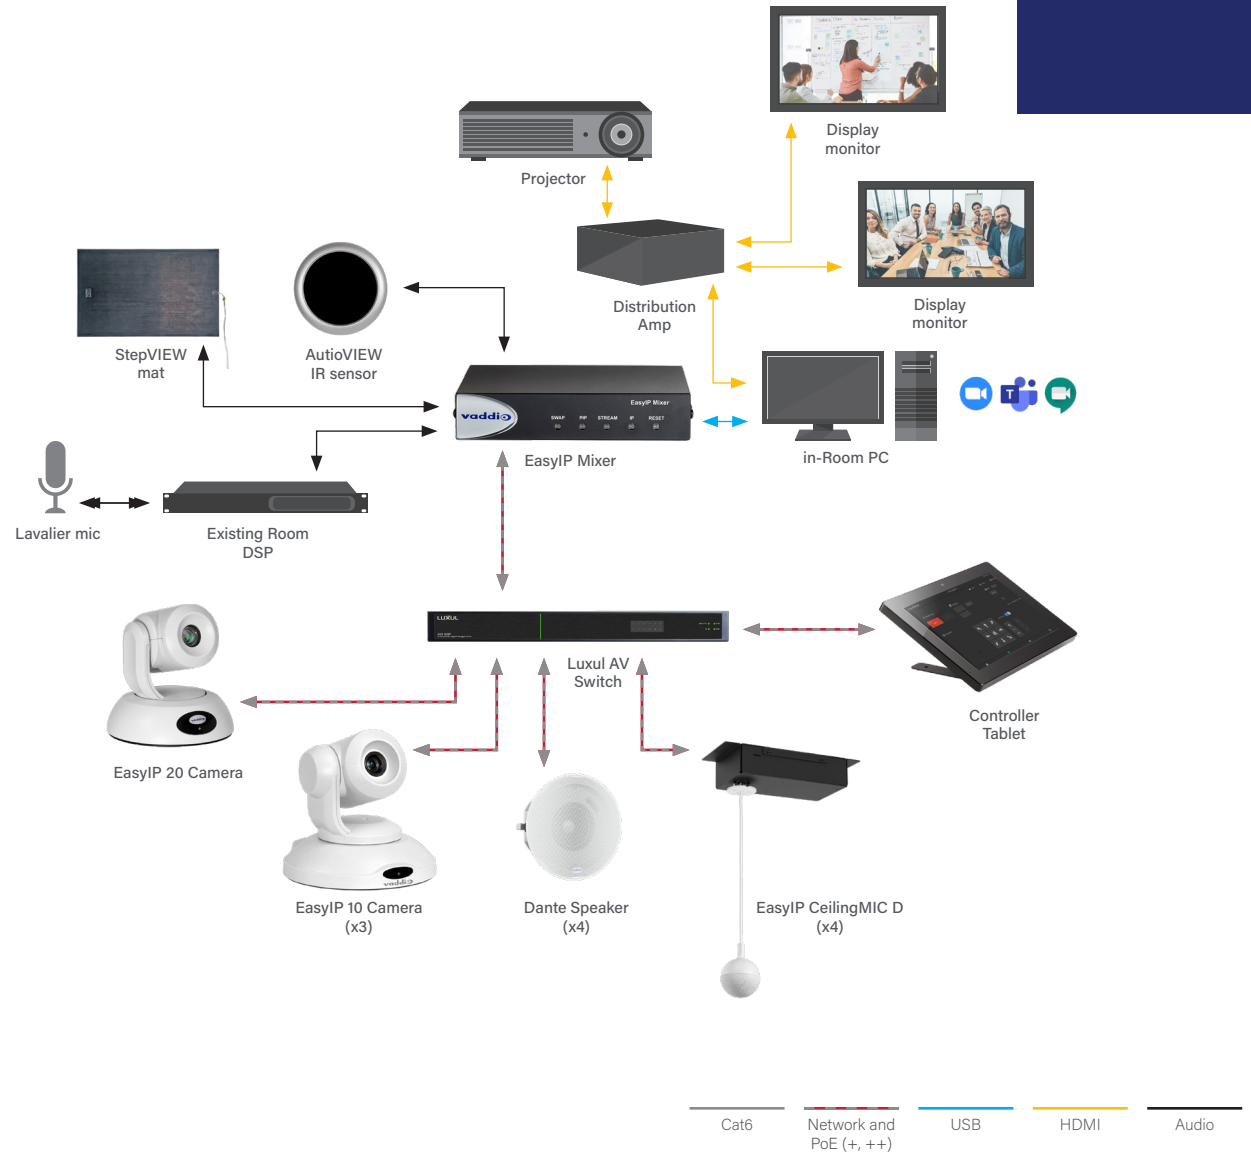 Display
monitor
Projector
Display
monitor
Distribution
Amp
StepVIEW
mat
AutioVIEW
IR sensor
EasyIP Mixer
vaddio
SWAP PIP STREAM IP RESET
T
EasyIP Mixer
in-Room PC
Lavalier mic
Existing Room
DSP
LUXUL
Luxul AV
Switch
Controller
Tablet
vaddio
EasyIP 20 Camera
vaddio
EasyIP 10 Camera
(x3)
Dante Speaker
(x4)
EasyIP CeilingMIC D
(x4)
Cat6
Network and
PoE (+, ++)
USB
HDMI
Audio